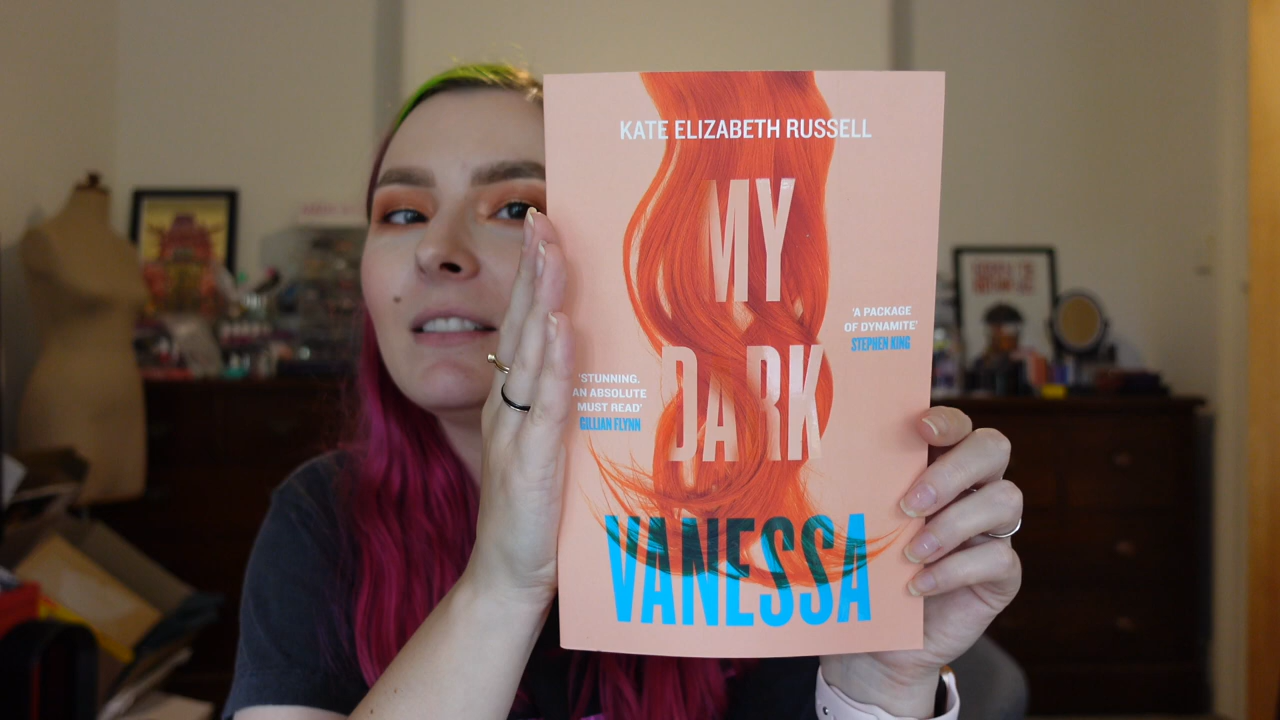 KATE ELIZABETH RUSSELL
MY
DARK
VANESSA
'A PACKAGE
OF DYNAMITE'
STEPHEN KING
'STUNNING.
AN ABSOLUTE
MUST READ'
GILLIAN FLYNN